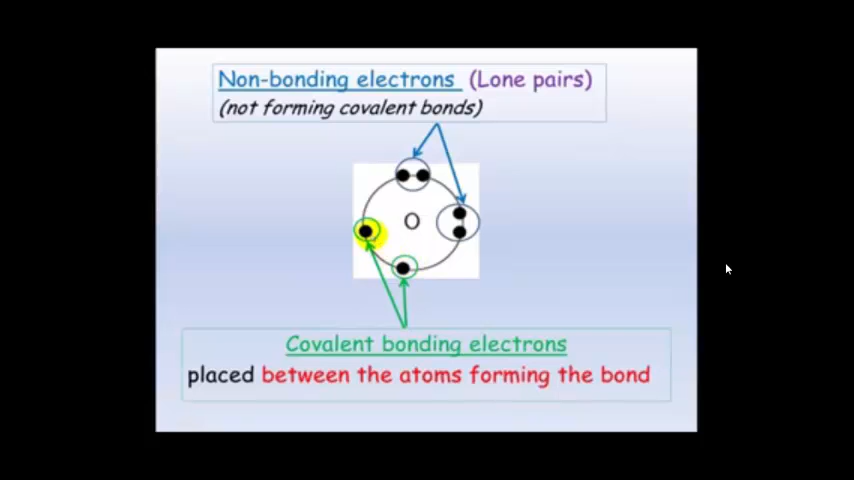 Non-bonding electrons (Lone pairs)
(not forming covalent bonds)
O
Covalent bonding electrons
placed between the atoms forming the bond